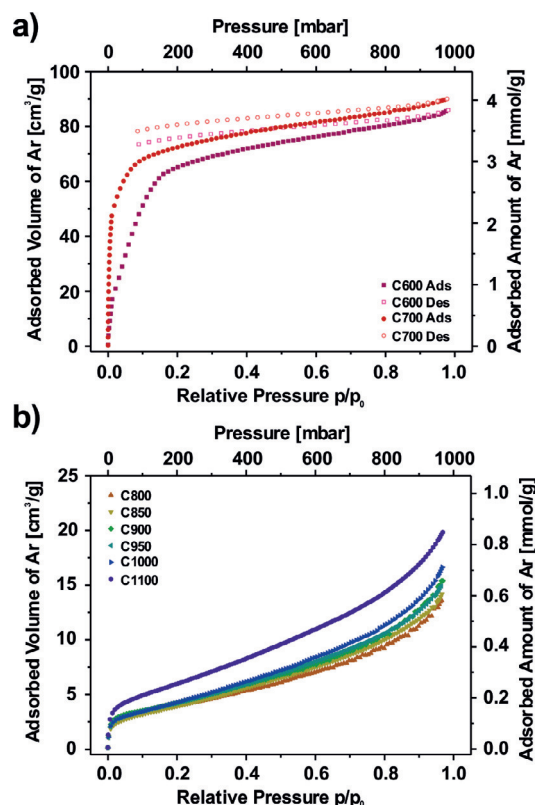 a)
Pressure [mbar]
0 200 400 600 800 1000
Adsorbed Volume of Ar [cm³/g]
100
80
60
40
20
0
Adsorbed Amount of Ar [mmol/g]
4
3
2
1
0
C600 Ads
C600 Des
C700 Ads
C700 Des
0.0 0.2 0.4 0.6 0.8 1.0
Relative Pressure p/p₀
b)
Pressure [mbar]
0 200 400 600 800 1000
Adsorbed Volume of Ar [cm³/g]
25
20
15
10
5
0
Adsorbed Amount of Ar [mmol/g]
1.0
0.8
0.6
0.4
0.2
0.0
C800
C850
C900
C950
C1000
C1100
0.0 0.2 0.4 0.6 0.8 1.0
Relative Pressure p/p₀